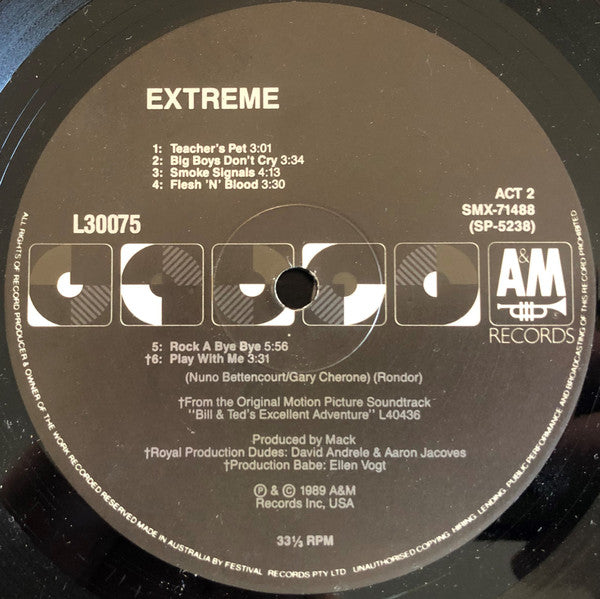 EXTREME
1: Teacher's Pet 3:01
2: Big Boys Don't Cry 3:34
3: Smoke Signals 4:13
4: Flesh 'N' Blood 3:30
L30075
ACT 2
SMX-71488
(SP-5238)
A&M
RECORDS
5: Rock A Bye Bye 5:56
†6: Play With Me 3:31
(Nuno Bettencourt/Gary Cherone) (Rondor)
†From the Original Motion Picture Soundtrack
"Bill & Ted's Excellent Adventure" L40436
Produced by Mack
†Royal Production Dudes: David Andrele & Aaron Jacoves
†Production Babe: Ellen Vogt
Ⓟ & © 1989 A&M
Records Inc, USA
33⅓ RPM
ALL RIGHTS OF RECORD PRODUCER & OWNER OF THE WORK RECORDED RESERVED. MADE IN AUSTRALIA BY FESTIVAL RECORDS PTY LTD. UNAUTHORISED COPYING, HIRING, LENDING, PUBLIC PERFORMANCE AND BROADCASTING OF THIS RECORD PROHIBITED.